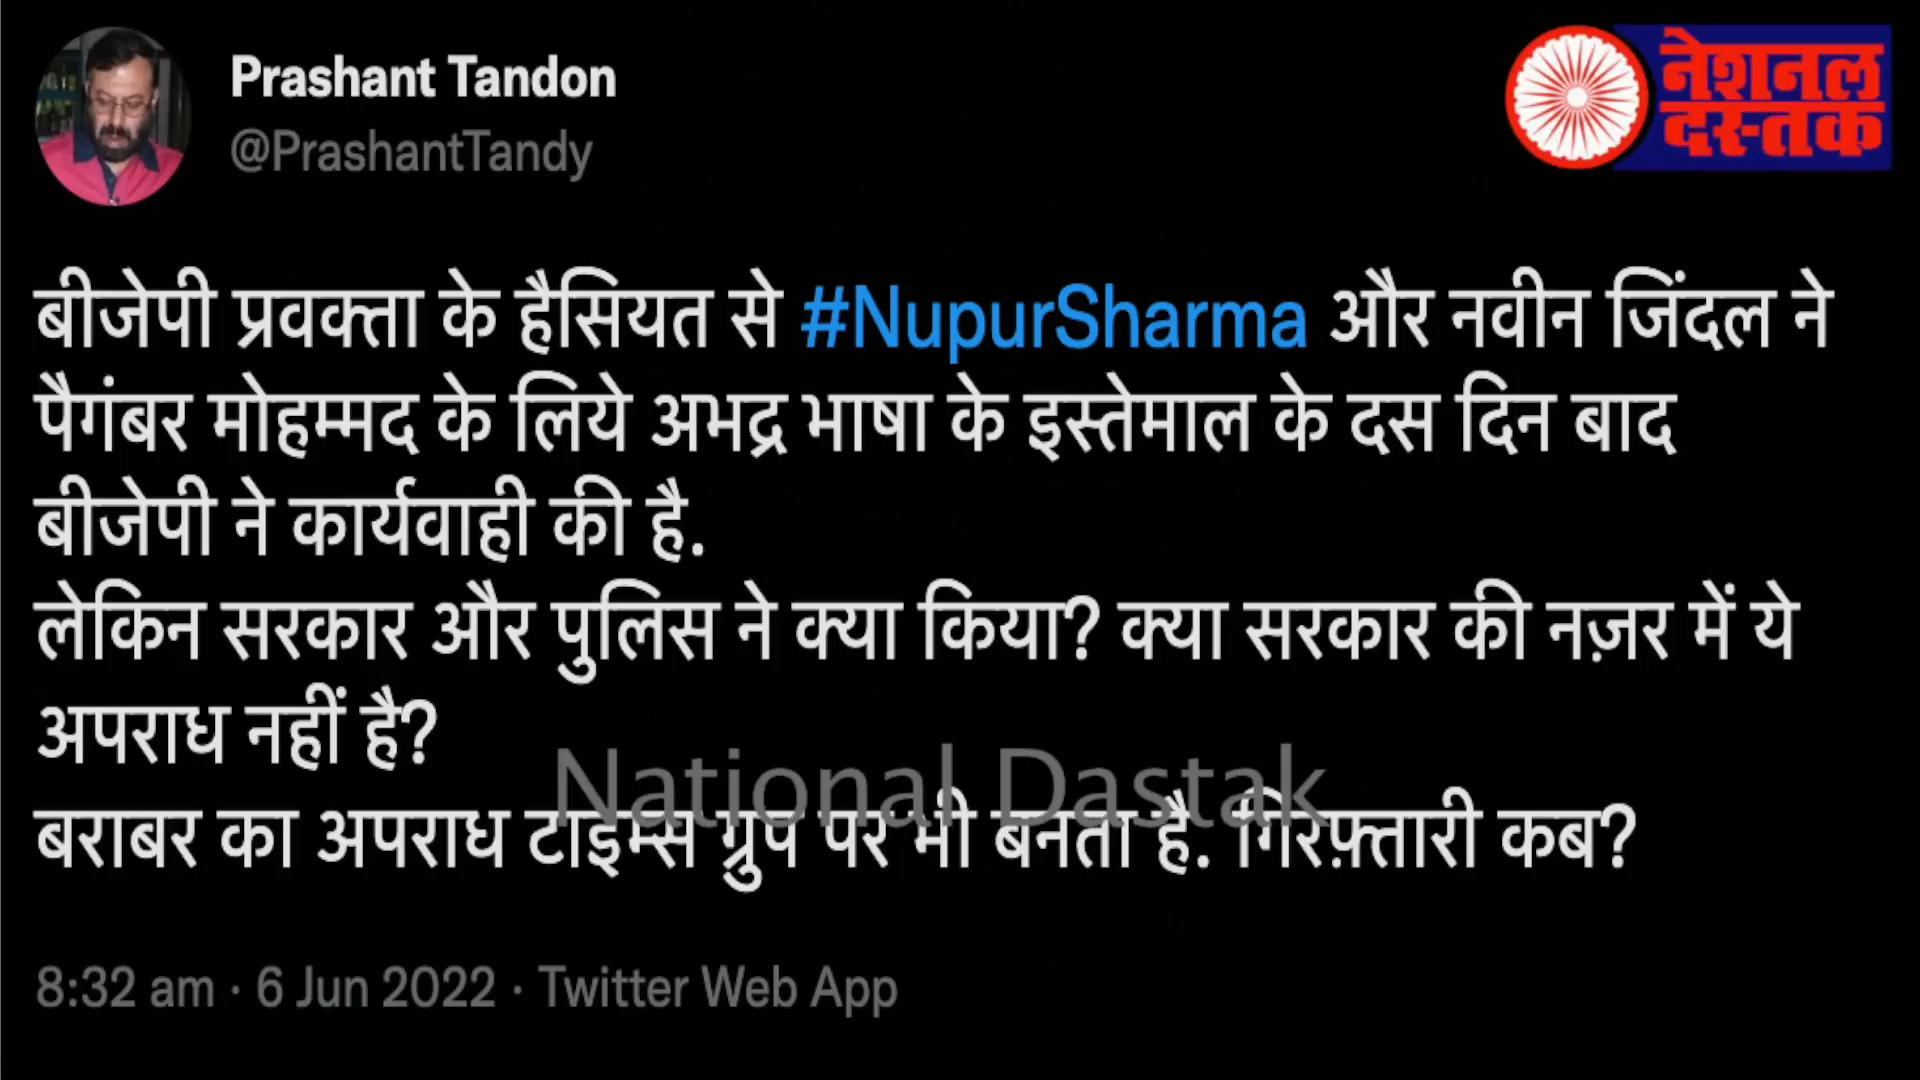 Prashant Tandon
@PrashantTandy
नेशनल
दस्तक
बीजेपी प्रवक्ता के हैसियत से #NupurSharma और नवीन जिंदल ने
पैगंबर मोहम्मद के लिये अभद्र भाषा के इस्तेमाल के दस दिन बाद
बीजेपी ने कार्यवाही की है.
लेकिन सरकार और पुलिस ने क्या किया? क्या सरकार की नज़र में ये
अपराध नहीं है?
National Dastak
बराबर का अपराध टाइम्स ग्रुप पर भी बनता है. गिरफ़्तारी कब?
8:32 am · 6 Jun 2022 · Twitter Web App